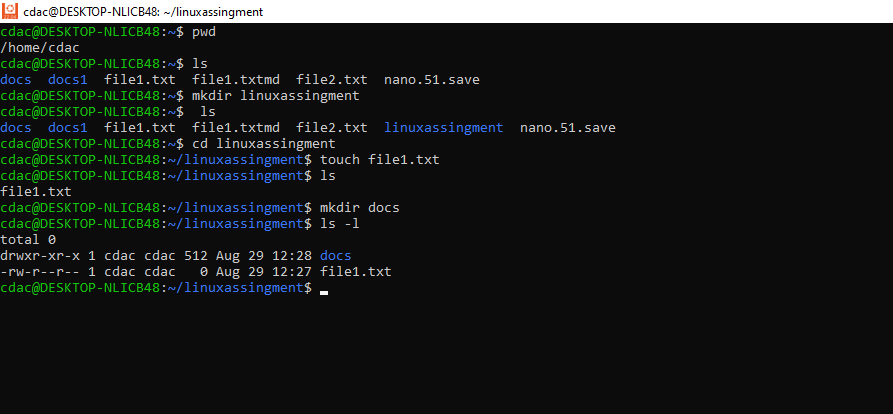 cdac@DESKTOP-NLICB48: ~/linuxassingment
cdac@DESKTOP-NLICB48:~$ pwd
/home/cdac
cdac@DESKTOP-NLICB48:~$ ls
docs  docs1  file1.txt  file1.txtmd  file2.txt  nano.51.save
cdac@DESKTOP-NLICB48:~$ mkdir linuxassingment
cdac@DESKTOP-NLICB48:~$  ls
docs  docs1  file1.txt  file1.txtmd  file2.txt  linuxassingment  nano.51.save
cdac@DESKTOP-NLICB48:~$ cd linuxassingment
cdac@DESKTOP-NLICB48:~/linuxassingment$ touch file1.txt
cdac@DESKTOP-NLICB48:~/linuxassingment$ ls
file1.txt
cdac@DESKTOP-NLICB48:~/linuxassingment$ mkdir docs
cdac@DESKTOP-NLICB48:~/linuxassingment$ ls -l
total 0
drwxr-xr-x 1 cdac cdac 512 Aug 29 12:28 docs
-rw-r--r-- 1 cdac cdac   0 Aug 29 12:27 file1.txt
cdac@DESKTOP-NLICB48:~/linuxassingment$